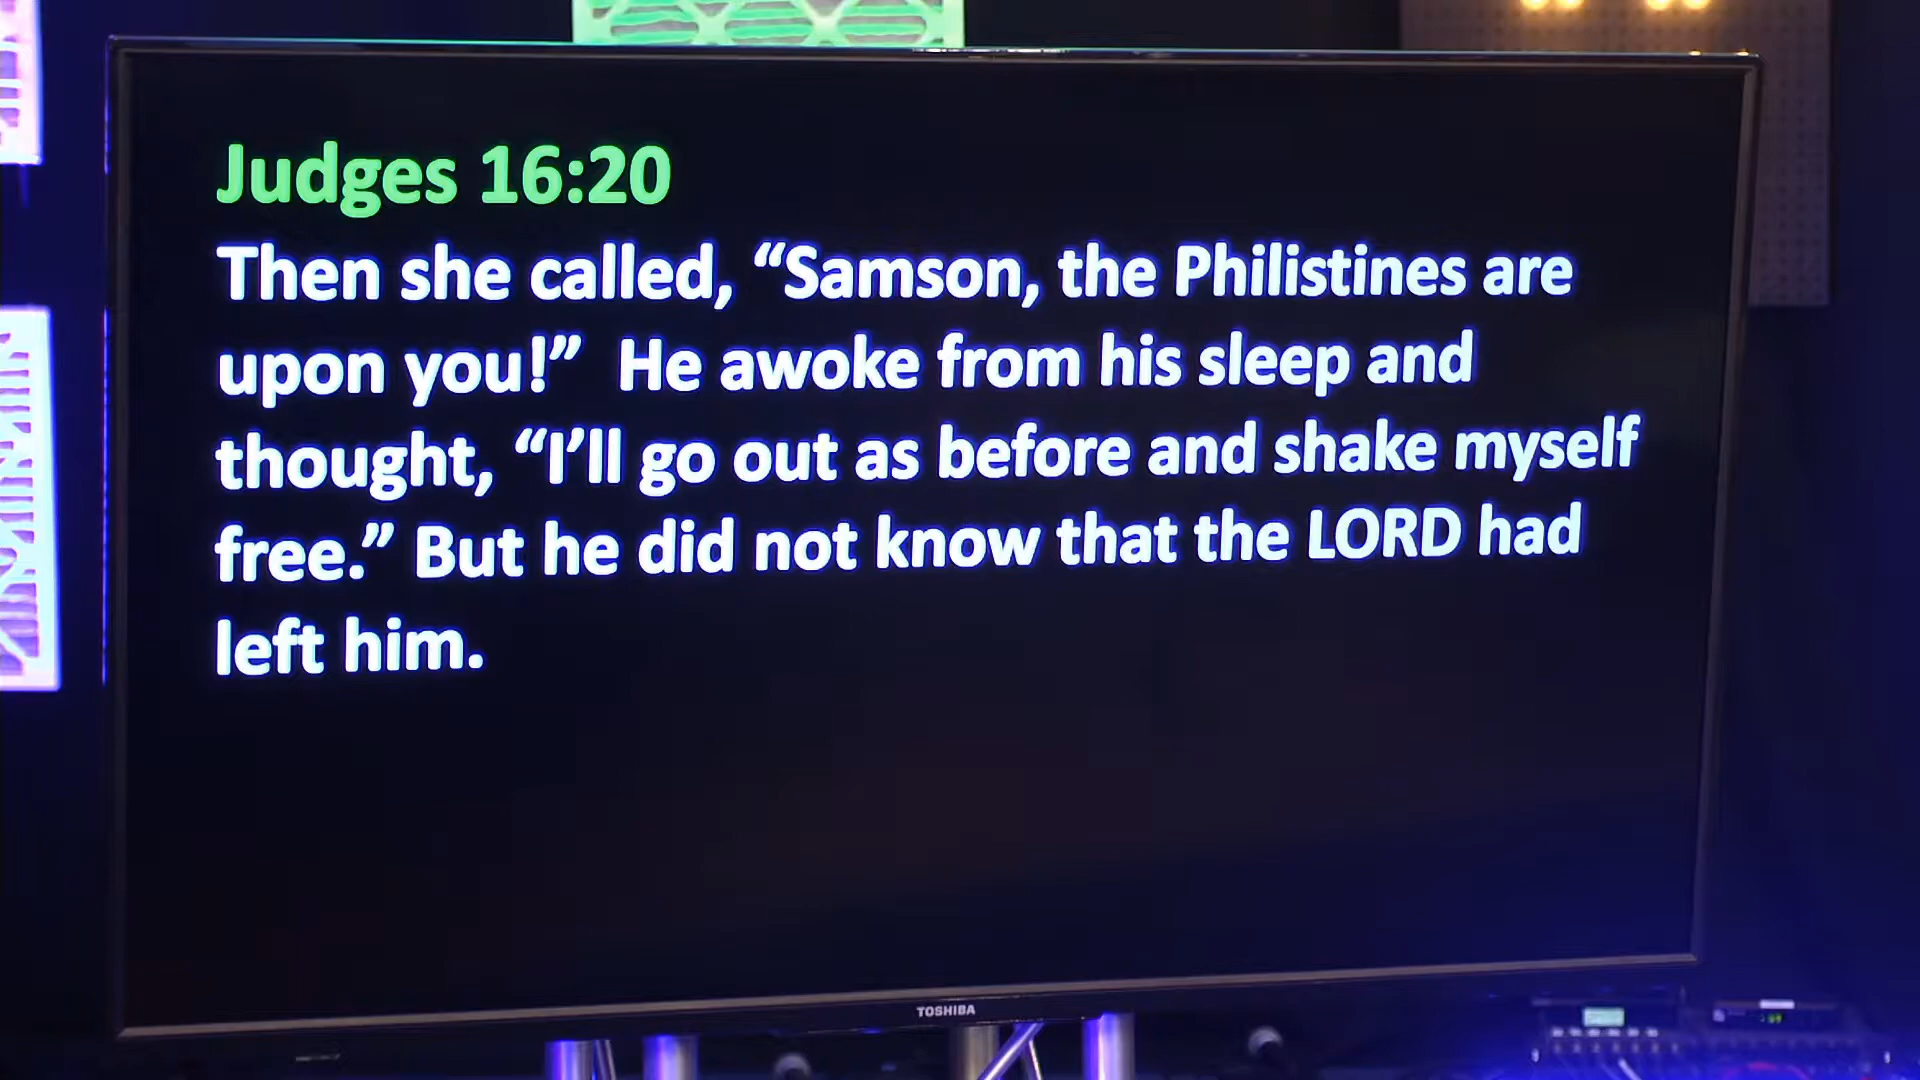 Judges 16:20
Then she called, “Samson, the Philistines are
upon you!”  He awoke from his sleep and
thought, “I’ll go out as before and shake myself
free.” But he did not know that the LORD had
left him.
TOSHIBA